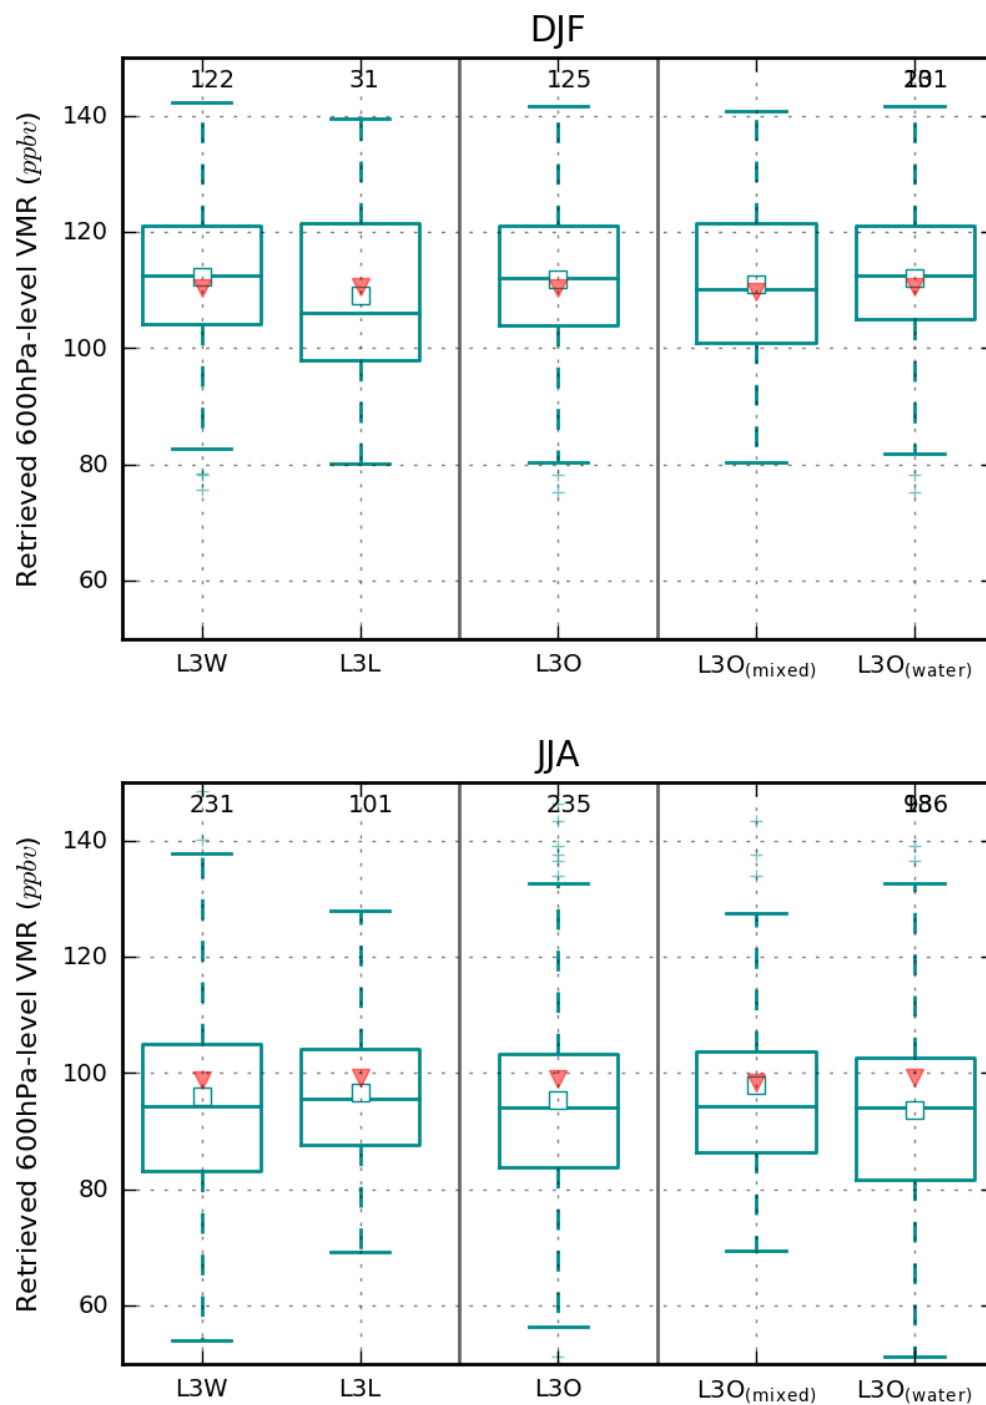 DJF
122 31 125
Retrieved 600hPa-level VMR (ppbv)
140
120
100
80
60
L3W L3L L3O L3O(mixed) L3O(water)
JJA
231 101 235
Retrieved 600hPa-level VMR (ppbv)
140
120
100
80
60
L3W L3L L3O L3O(mixed) L3O(water)